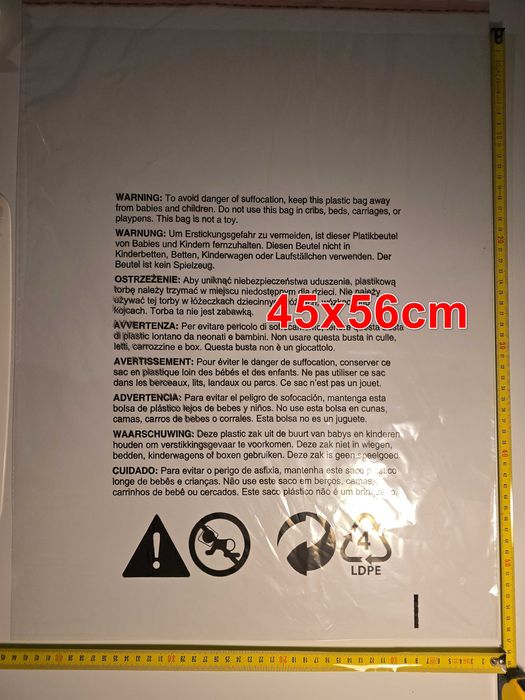 WARNING: To avoid danger of suffocation, keep this plastic bag away
from babies and children. Do not use this bag in cribs, beds, carriages, or
playpens. This bag is not a toy.
WARNUNG: Um Erstickungsgefahr zu vermeiden, ist dieser Platikbeutel
von Babies und Kindern fernzuhalten. Diesen Beutel nicht in
Kinderbetten, Betten, Kinderwagen oder Laufställchen verwenden. Der
Beutel ist kein Spielzeug.
OSTRZEŻENIE: Aby uniknąć niebezpieczeństwa uduszenia, plastikową
torbę należy trzymać w miejscu niedostępnym dla dzieci. Nie należy
używać tej torby w łóżeczkach dziecinnych,
45x56cm
kojcach. Torba ta nie jest zabawką.
AVVERTENZA: Per evitare pericolo di
di plastic lontano da neonati e bambini. Non usare questa busta in culle,
letti, carrozzine e box. Questa busta non è un giocattolo.
AVERTISSEMENT: Pour éviter le danger de suffocation, conserver ce
sac en plastique loin des bébés et des enfants. Ne pas utiliser ce sac
dans les berceaux, lits, landaux ou parcs. Ce sac n'est pas un jouet.
ADVERTENCIA: Para evitar el peligro de sofocación, mantenga esta
bolsa de plástico lejos de bebes y niños. No use esta bolsa en cunas,
camas, carros de bebes o corrales. Esta bolsa no es un juguete.
WAARSCHUWING: Deze plastic zak uit de buurt van babys en kinderen
houden om verstikkingsgevaar te voorkomen. Deze zak niet in wiegen,
bedden, kinderwagens of boxen gebruiken. Deze zak is geen speelgoed.
CUIDADO: Para evitar o perigo de asfixia, mantenha este saco plástico
longe de bebês e crianças. Não use este saco em berços, camas,
carrinhos de bebê ou cercados. Este saco plástico não é um brinquedo.
4
LDPE